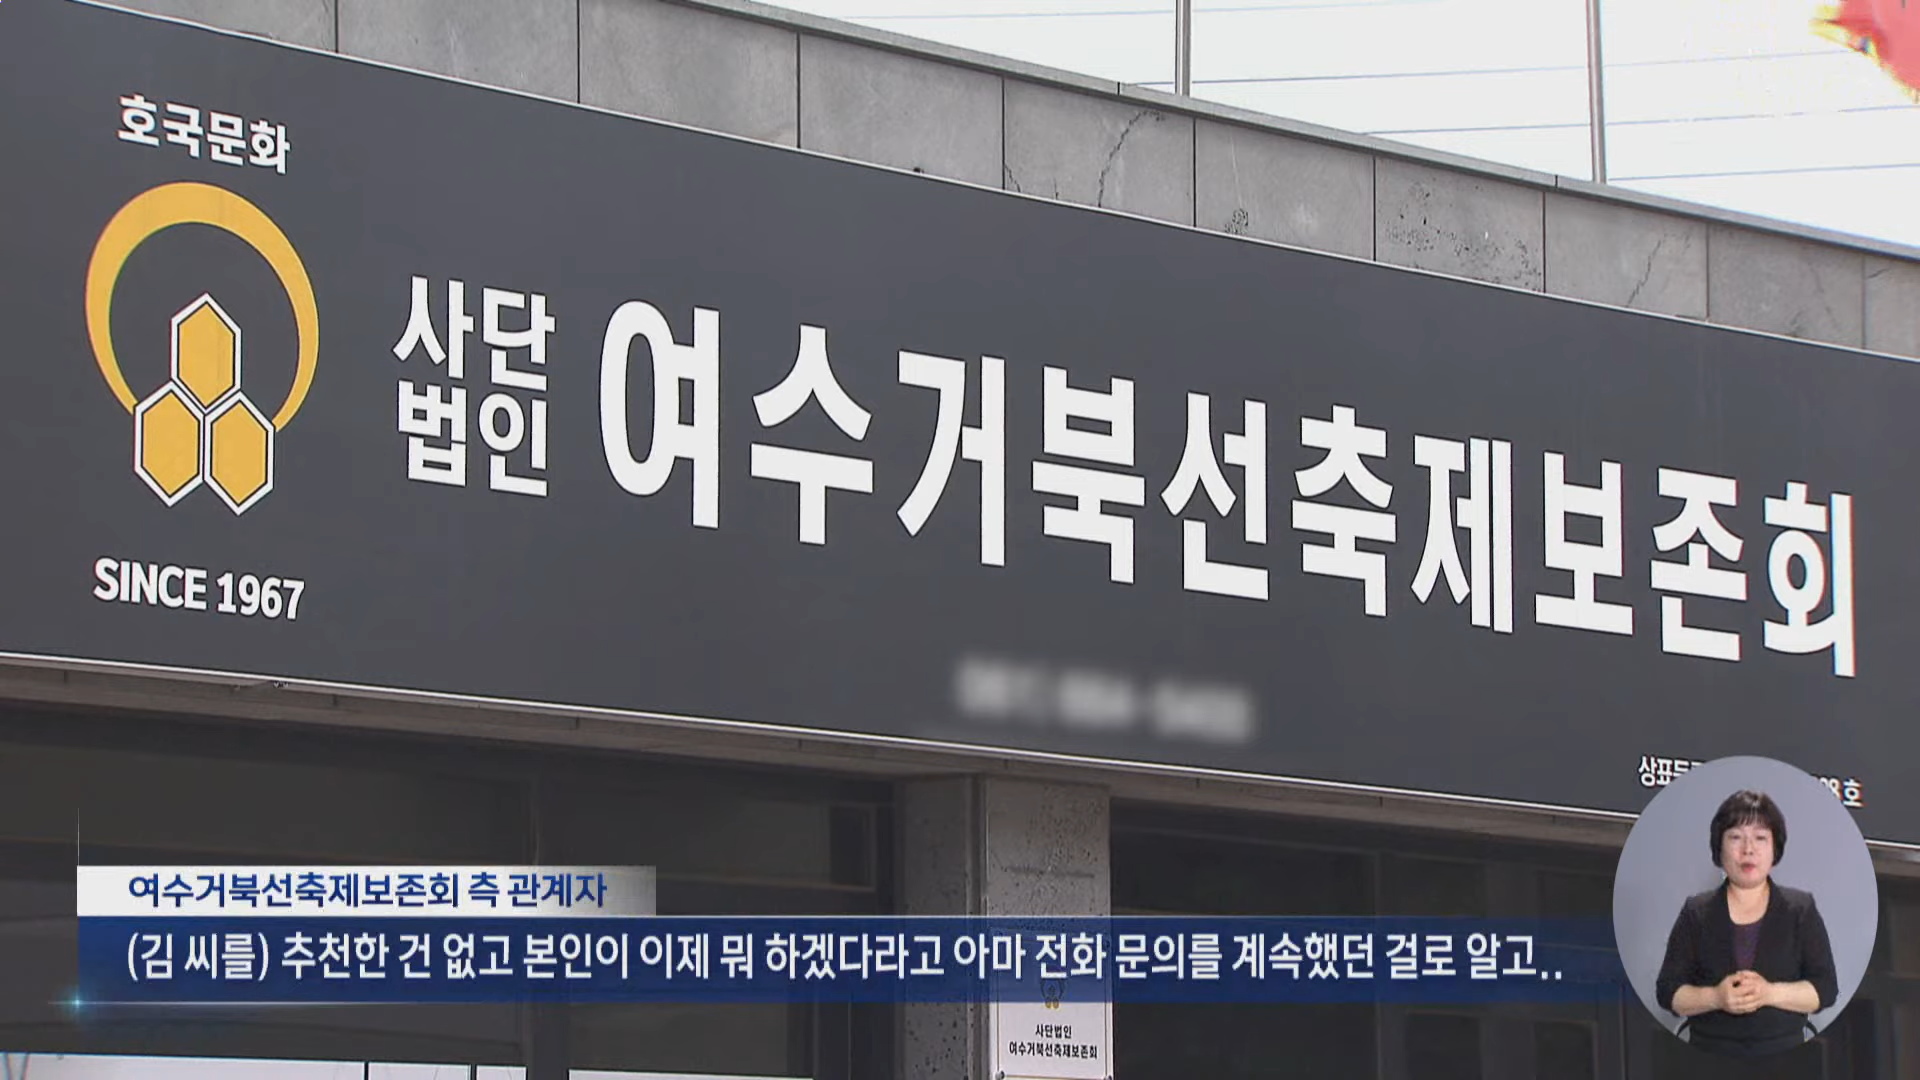 호국문화
사단
법인
여수거북선축제보존회
SINCE 1967
호
여수거북선축제보존회 측 관계자
(김 씨를) 추천한 건 없고 본인이 이제 뭐 하겠다라고 아마 전화 문의를 계속했던 걸로 알고..
사단법인
여수거북선축제보존회